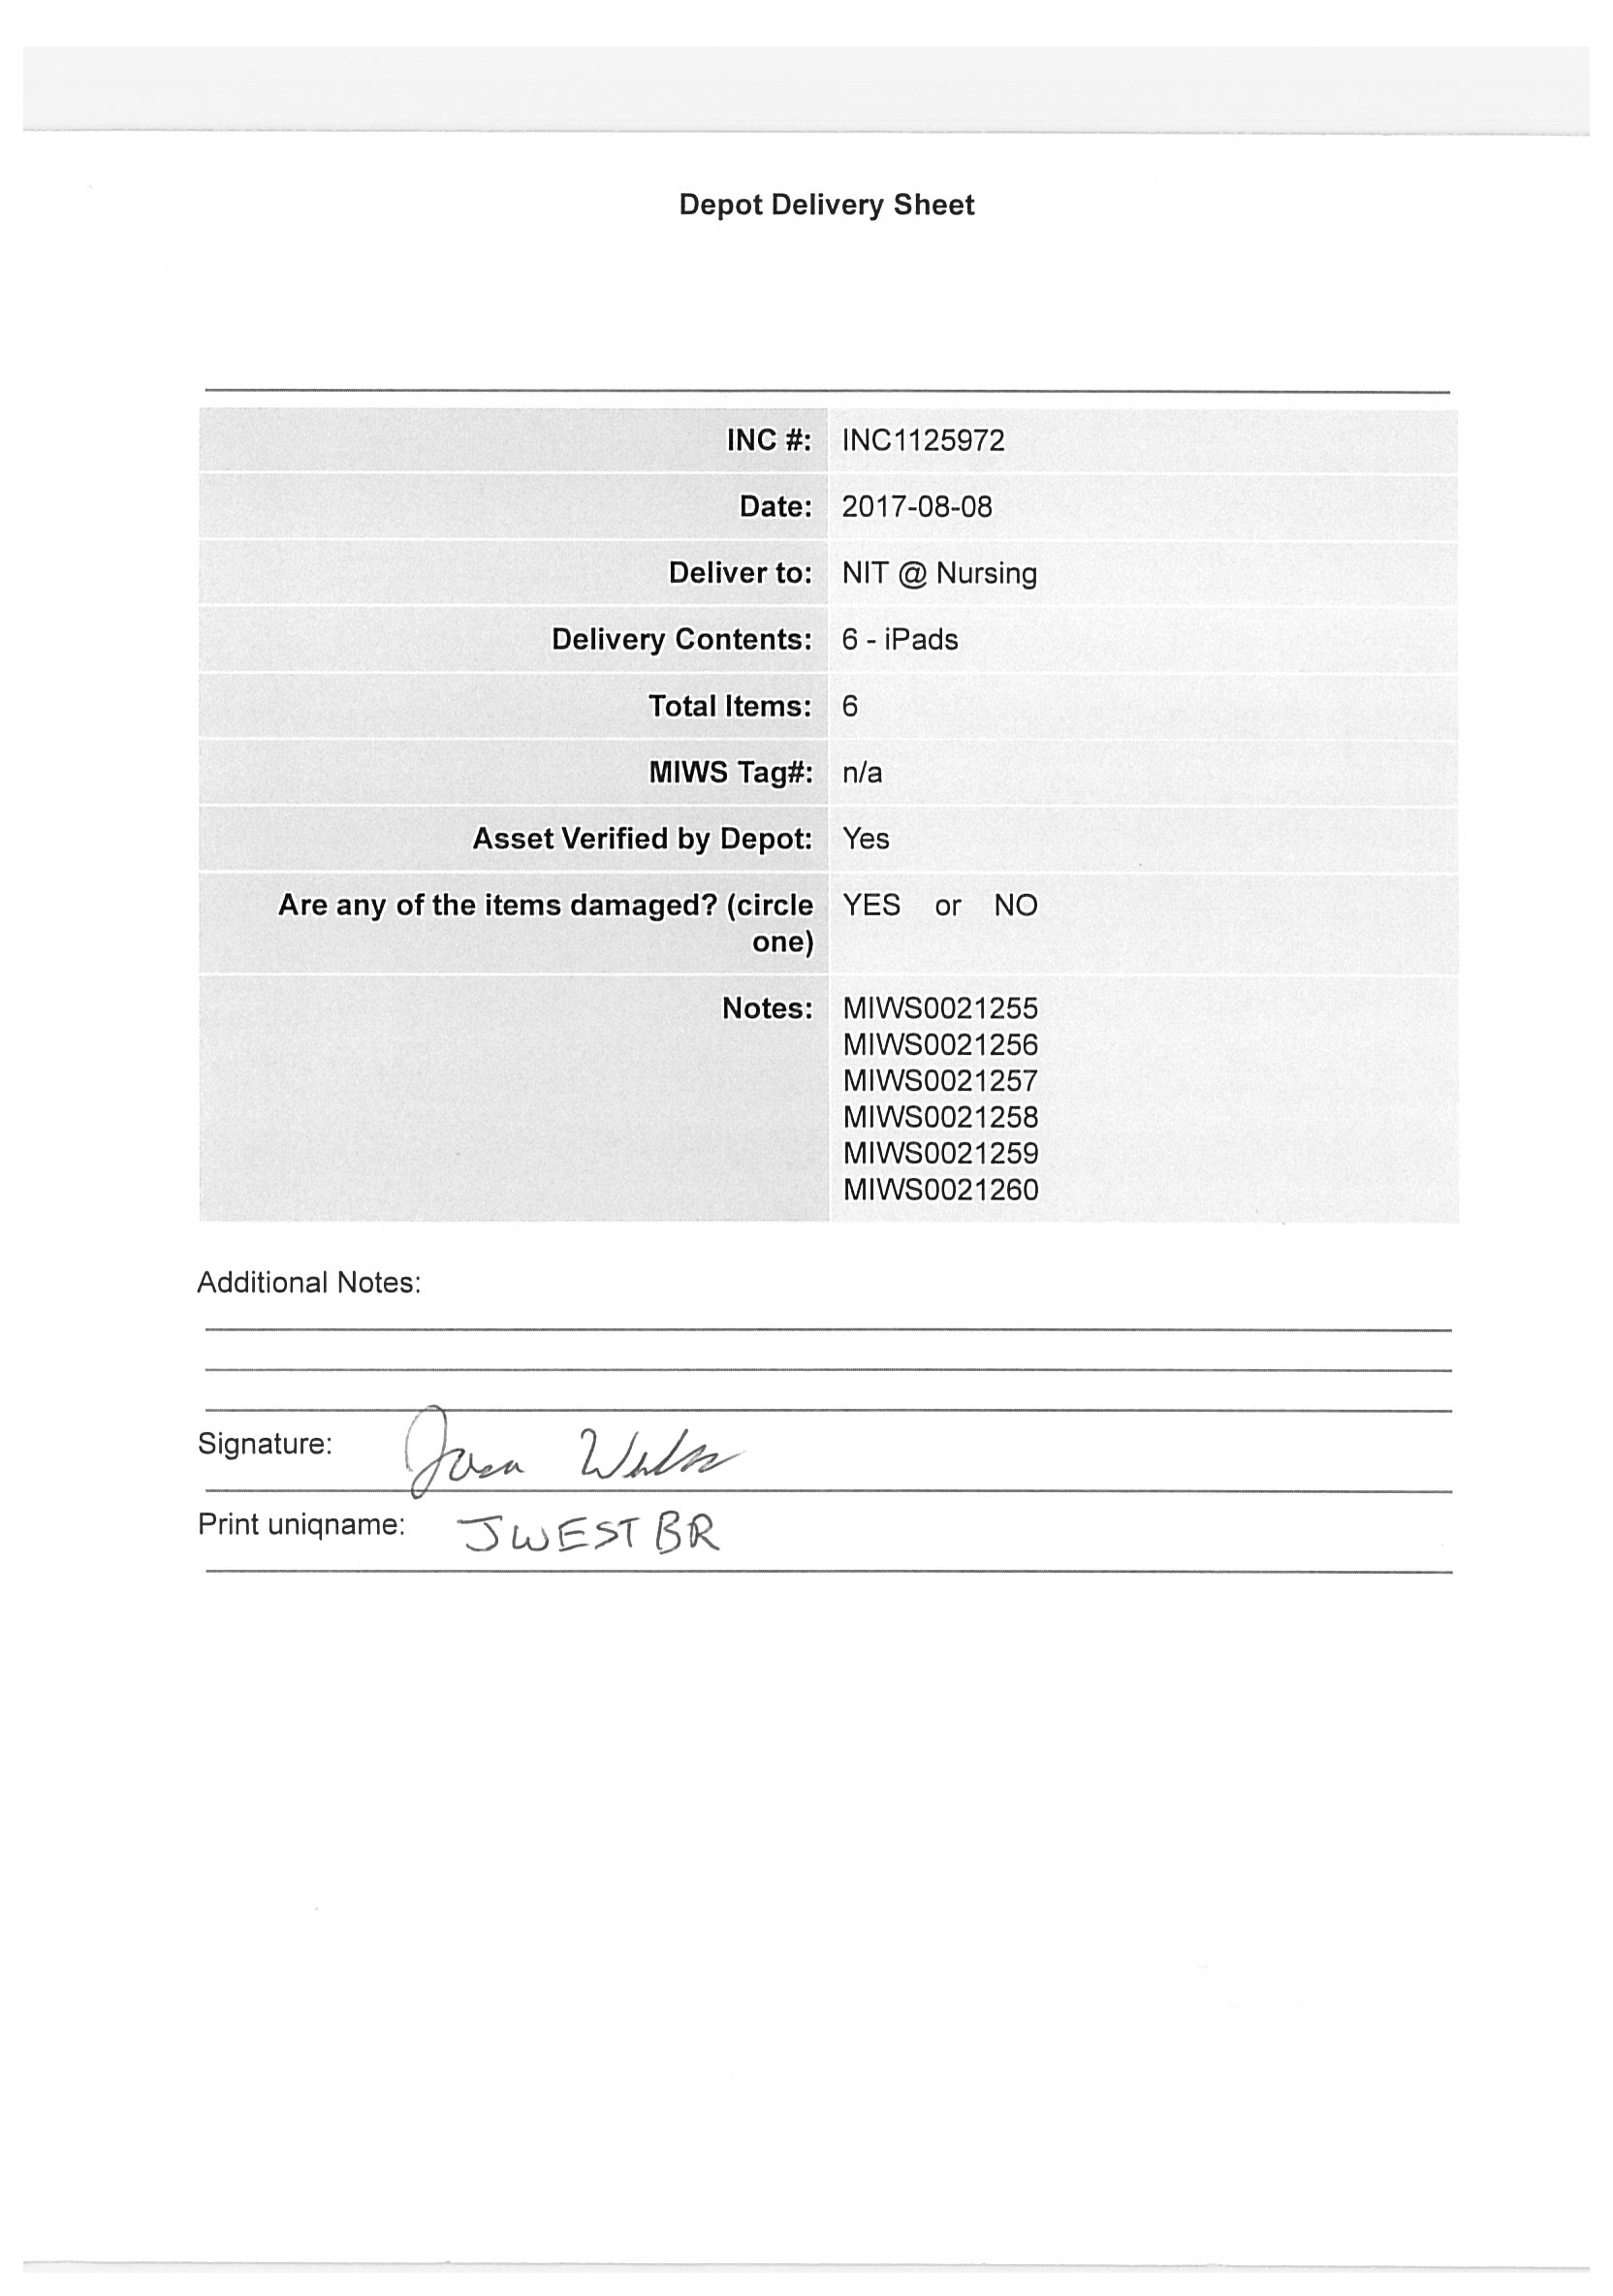 Depot Delivery Sheet
INC #: INC1125972
Date: 2017-08-08
Deliver to: NIT @ Nursing
Delivery Contents: 6 - iPads
Total Items: 6
MIWS Tag#: n/a
Asset Verified by Depot: Yes
Are any of the items damaged? (circle YES or NO
one)
Notes: MIWS0021255
MIWS0021256
MIWS0021257
MIWS0021258
MIWS0021259
MIWS0021260
Additional Notes:
Signature:
Print uniqname: JWESTBR